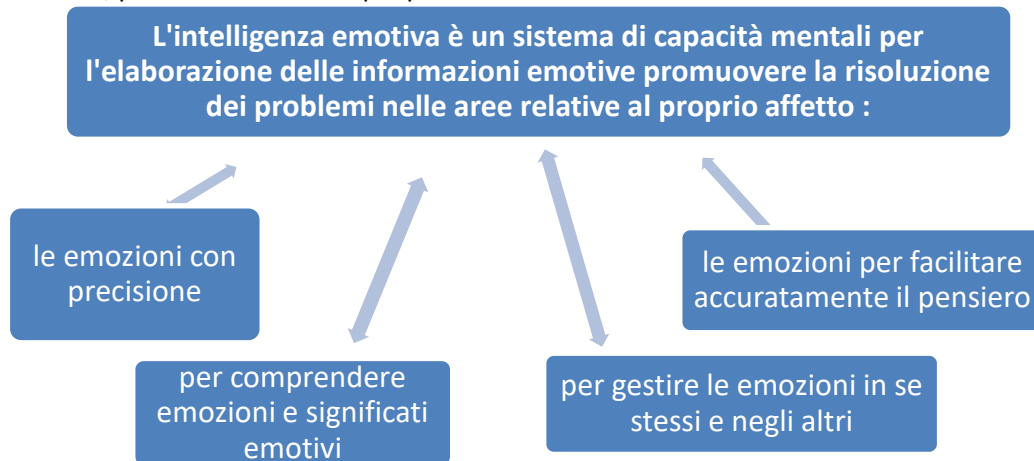 L'intelligenza emotiva è un sistema di capacità mentali per
l'elaborazione delle informazioni emotive promuovere la risoluzione
dei problemi nelle aree relative al proprio affetto :
le emozioni con
precisione
le emozioni per facilitare
accuratamente il pensiero
per comprendere
emozioni e significati
emotivi
per gestire le emozioni in se
stessi e negli altri